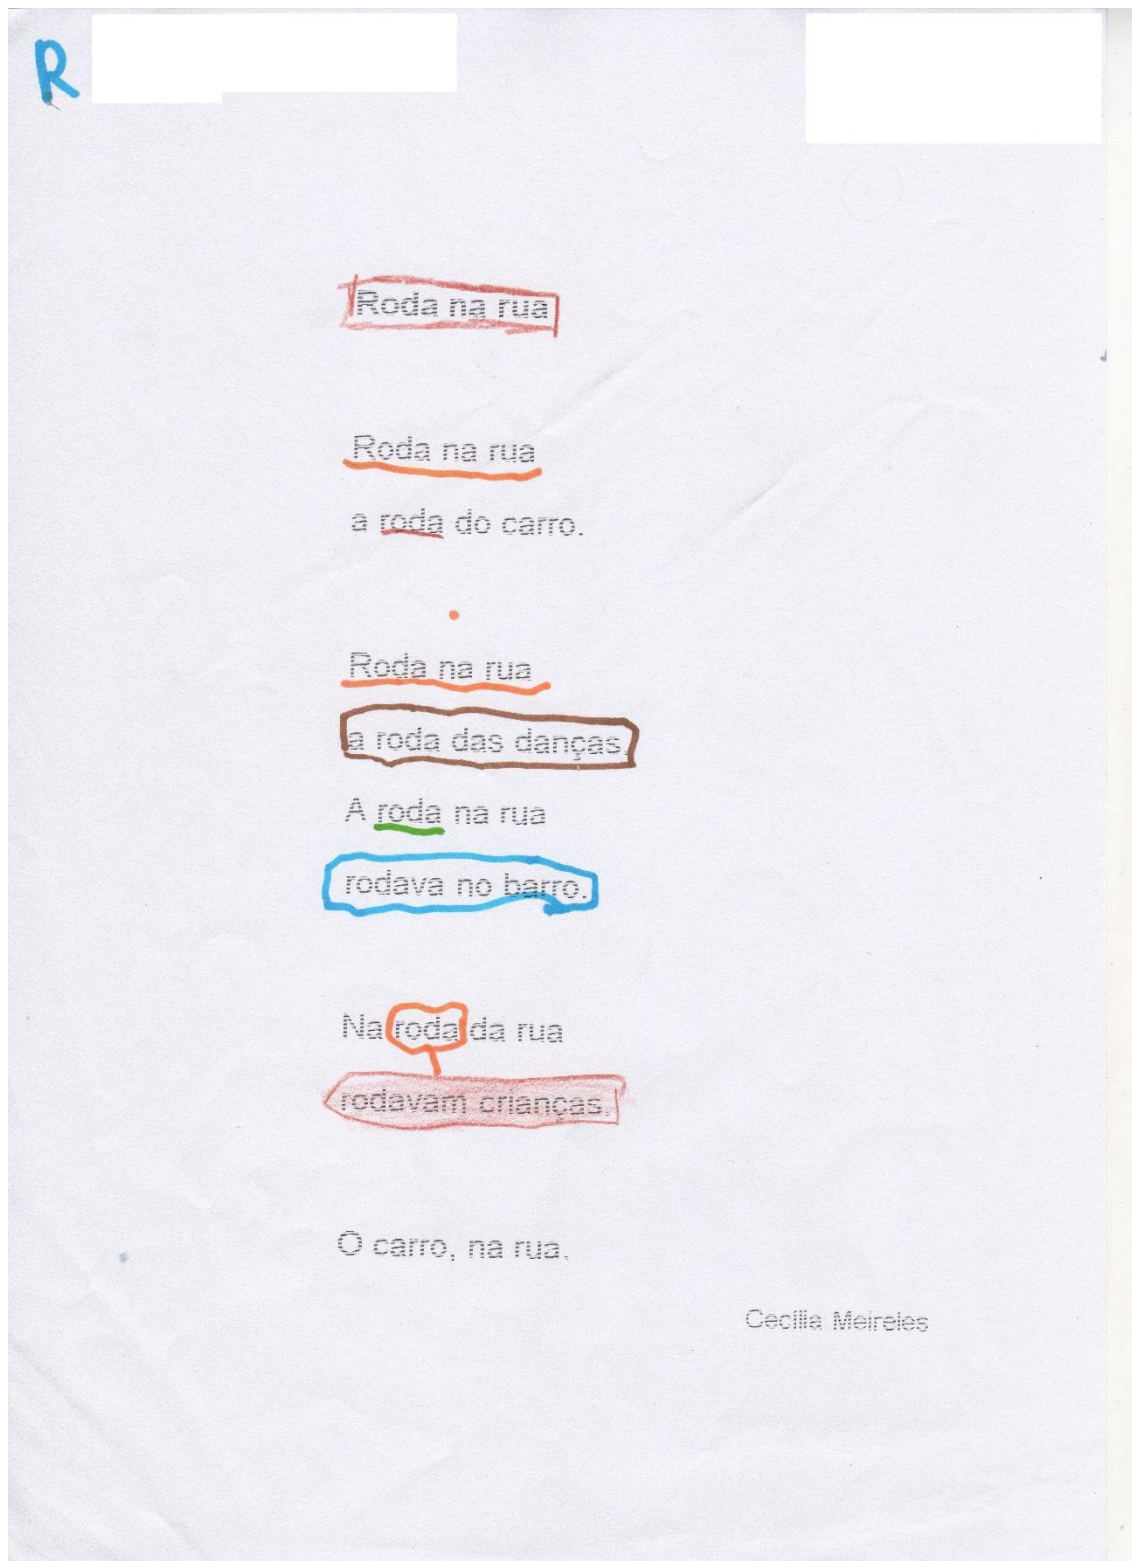 R
Roda na rua
Roda na rua
a roda do carro.
Roda na rua
a roda das danças.
A roda na rua
rodava no barro.
Na roda da rua
rodavam crianças.
O carro, na rua.
Cecília Meireles